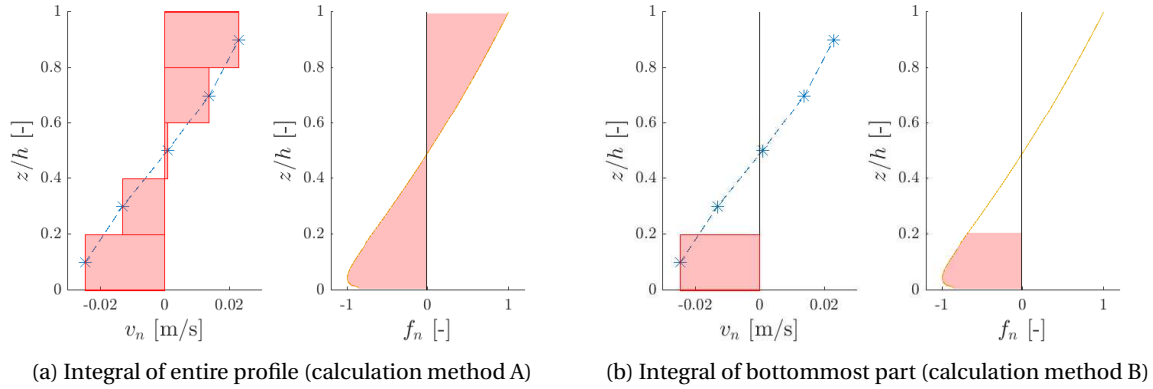 1
0.8
0.6
0.4
0.2
0
z/h [-]
-0.02 0 0.02
v_n [m/s]
1
0.8
0.6
0.4
0.2
0
z/h [-]
-1 0 1
f_n [-]
(a) Integral of entire profile (calculation method A)
1
0.8
0.6
0.4
0.2
0
z/h [-]
-0.02 0 0.02
v_n [m/s]
1
0.8
0.6
0.4
0.2
0
z/h [-]
-1 0 1
f_n [-]
(b) Integral of bottommost part (calculation method B)